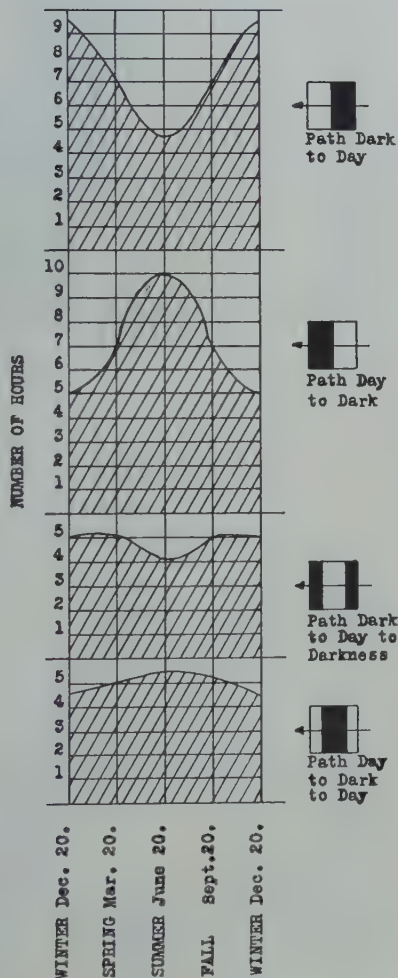 NUMBER OF HOURS
9
8
7
6
5
4
3
2
1
Path Dark
to Day
10
9
8
7
6
5
4
3
2
1
Path Day
to Dark
5
4
3
2
1
Path Dark
to Day to
Darkness
5
4
3
2
1
Path Day
to Dark
to Day
WINTER Dec. 20.
SPRING Mar. 20.
SUMMER June 20.
FALL Sept.20.
WINTER Dec. 20.